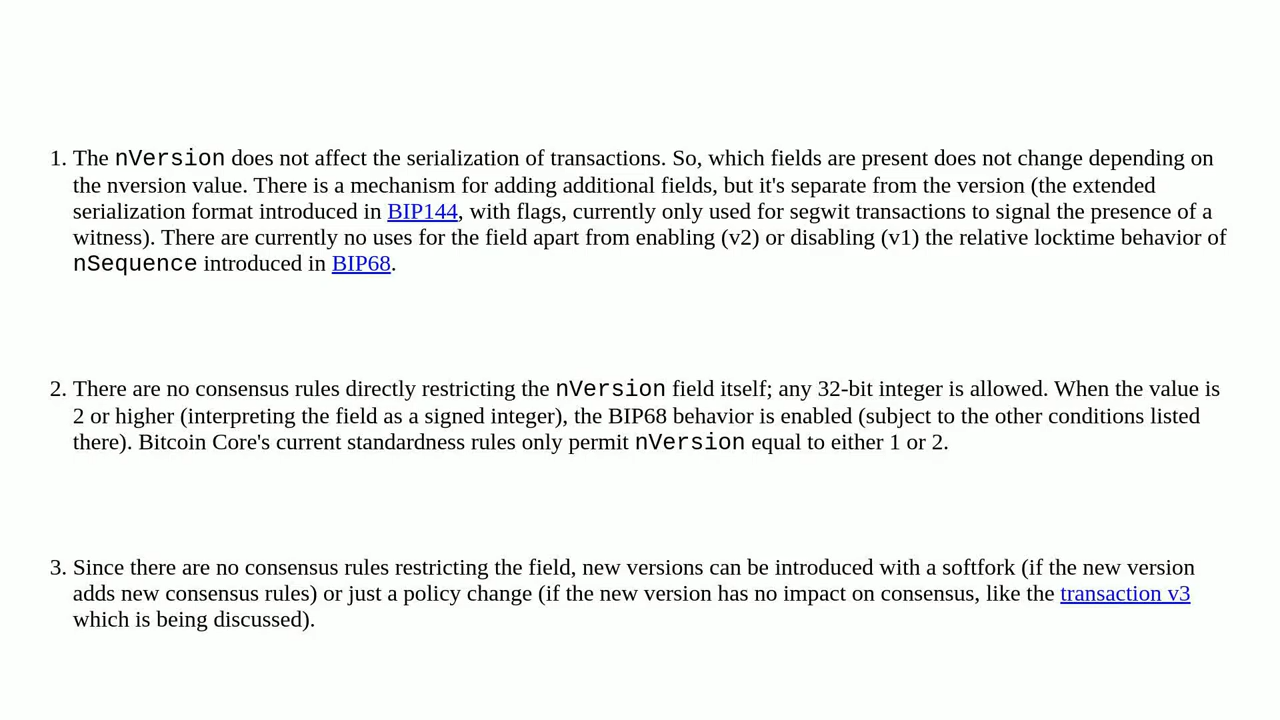 1. The nVersion does not affect the serialization of transactions. So, which fields are present does not change depending on
the nversion value. There is a mechanism for adding additional fields, but it's separate from the version (the extended
serialization format introduced in BIP144, with flags, currently only used for segwit transactions to signal the presence of a
witness). There are currently no uses for the field apart from enabling (v2) or disabling (v1) the relative locktime behavior of
nSequence introduced in BIP68.
2. There are no consensus rules directly restricting the nVersion field itself; any 32-bit integer is allowed. When the value is
2 or higher (interpreting the field as a signed integer), the BIP68 behavior is enabled (subject to the other conditions listed
there). Bitcoin Core's current standardness rules only permit nVersion equal to either 1 or 2.
3. Since there are no consensus rules restricting the field, new versions can be introduced with a softfork (if the new version
adds new consensus rules) or just a policy change (if the new version has no impact on consensus, like the transaction v3
which is being discussed).